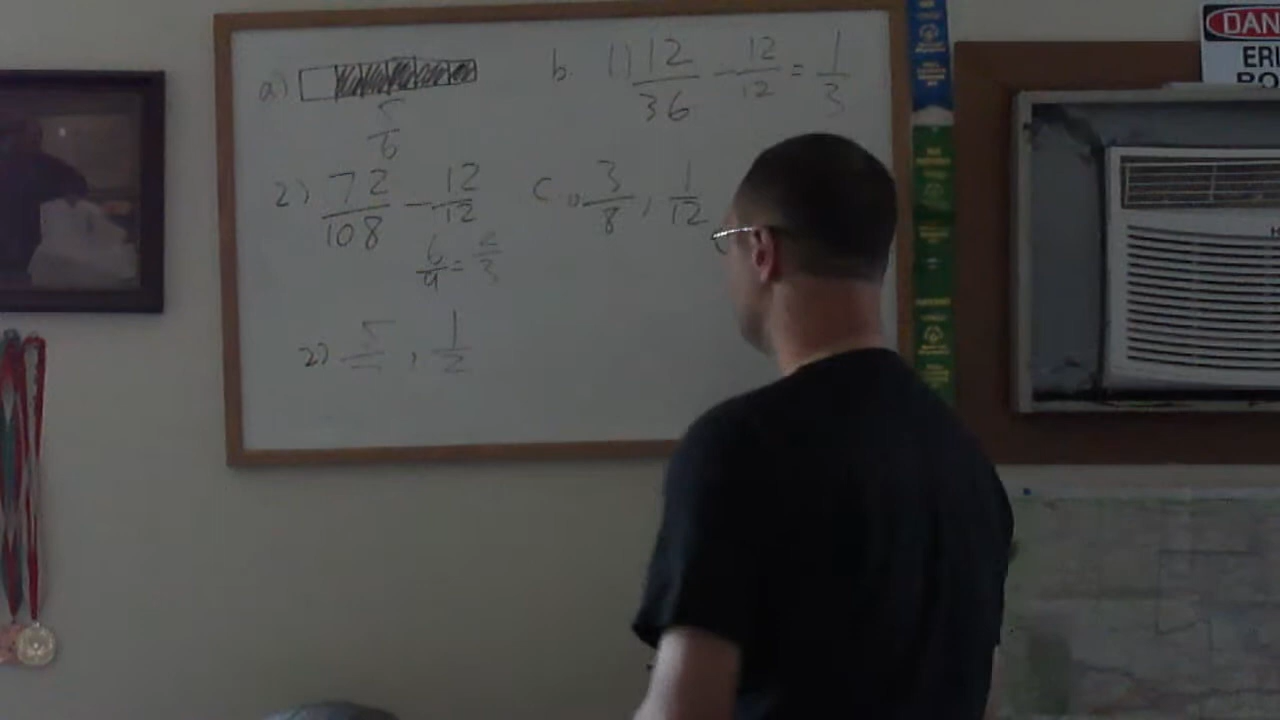 a)
5/6
b. 1) 12/36 - 12/12 = 1/3
2) 72/108 - 12/12
6/9 = 2/3
C 1) 3/8 , 1/12
2) 5/ , 1/2
DAN
ERI
RO